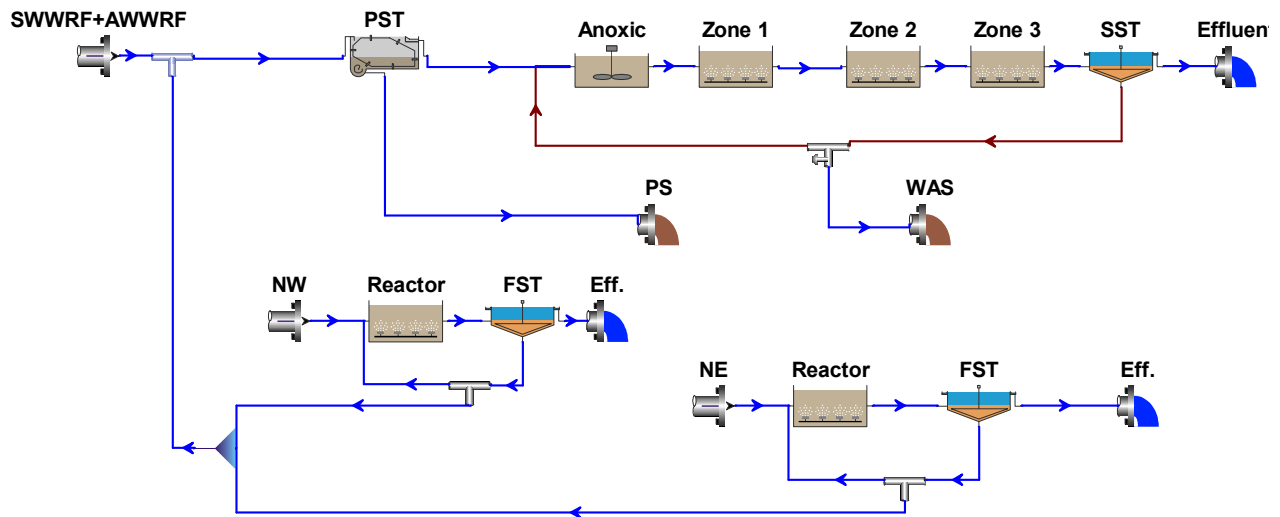 SWWRF+AWWRF
PST
Anoxic
Zone 1
Zone 2
Zone 3
SST
Effluent
PS
WAS
NW
Reactor
FST
Eff.
NE
Reactor
FST
Eff.